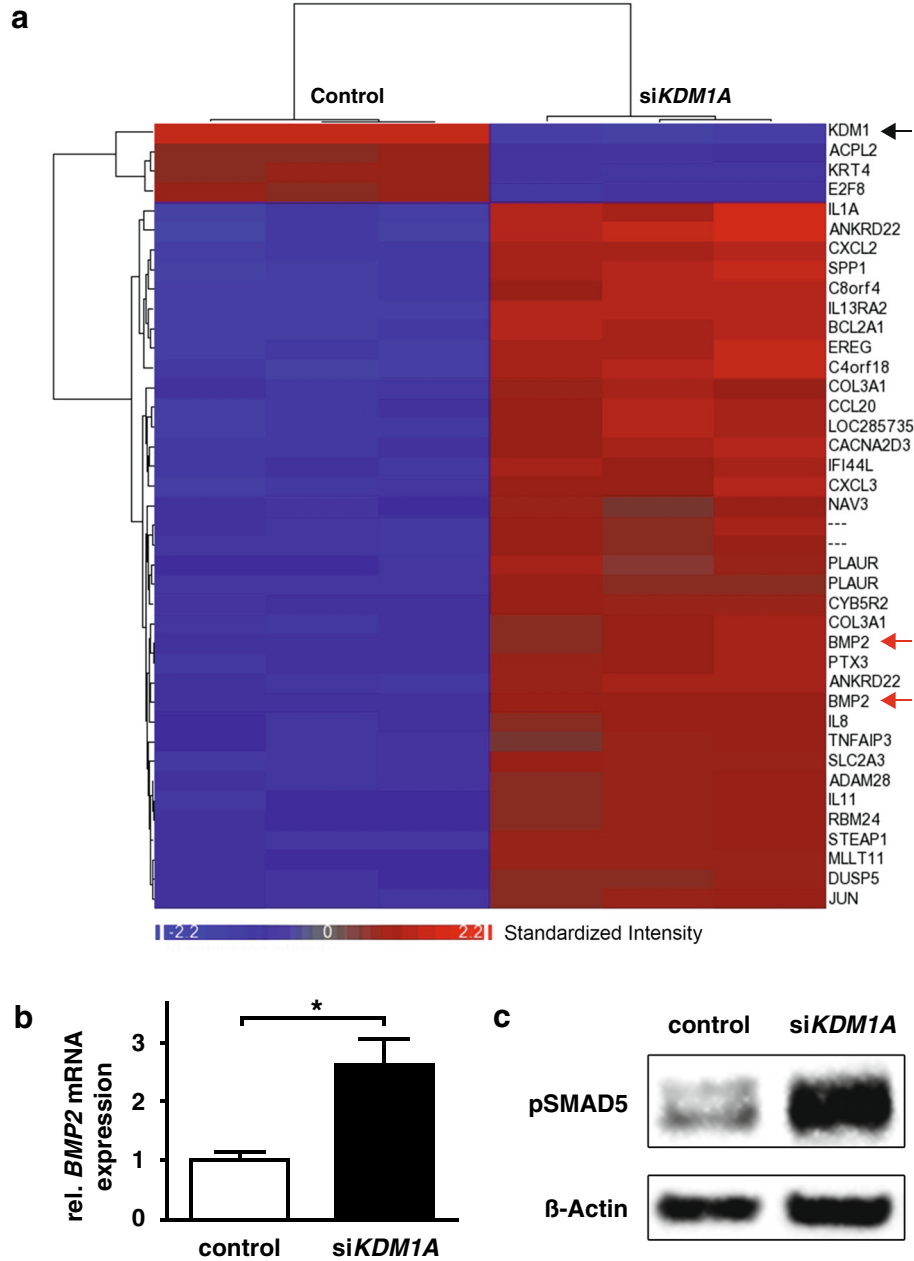 a
Control
siKDM1A
KDM1
ACPL2
KRT4
E2F8
IL1A
ANKRD22
CXCL2
SPP1
C8orf4
IL13RA2
BCL2A1
EREG
C4orf18
COL3A1
CCL20
LOC285735
CACNA2D3
IFI44L
CXCL3
NAV3
---
---
PLAUR
PLAUR
CYB5R2
COL3A1
BMP2
PTX3
ANKRD22
BMP2
IL8
TNFAIP3
SLC2A3
ADAM28
IL11
RBM24
STEAP1
MLLT11
DUSP5
JUN
-2.2 0 2.2 Standardized Intensity
b
rel. BMP2 mRNA
expression
3
2
1
0
*
control siKDM1A
c
control siKDM1A
pSMAD5
ß-Actin